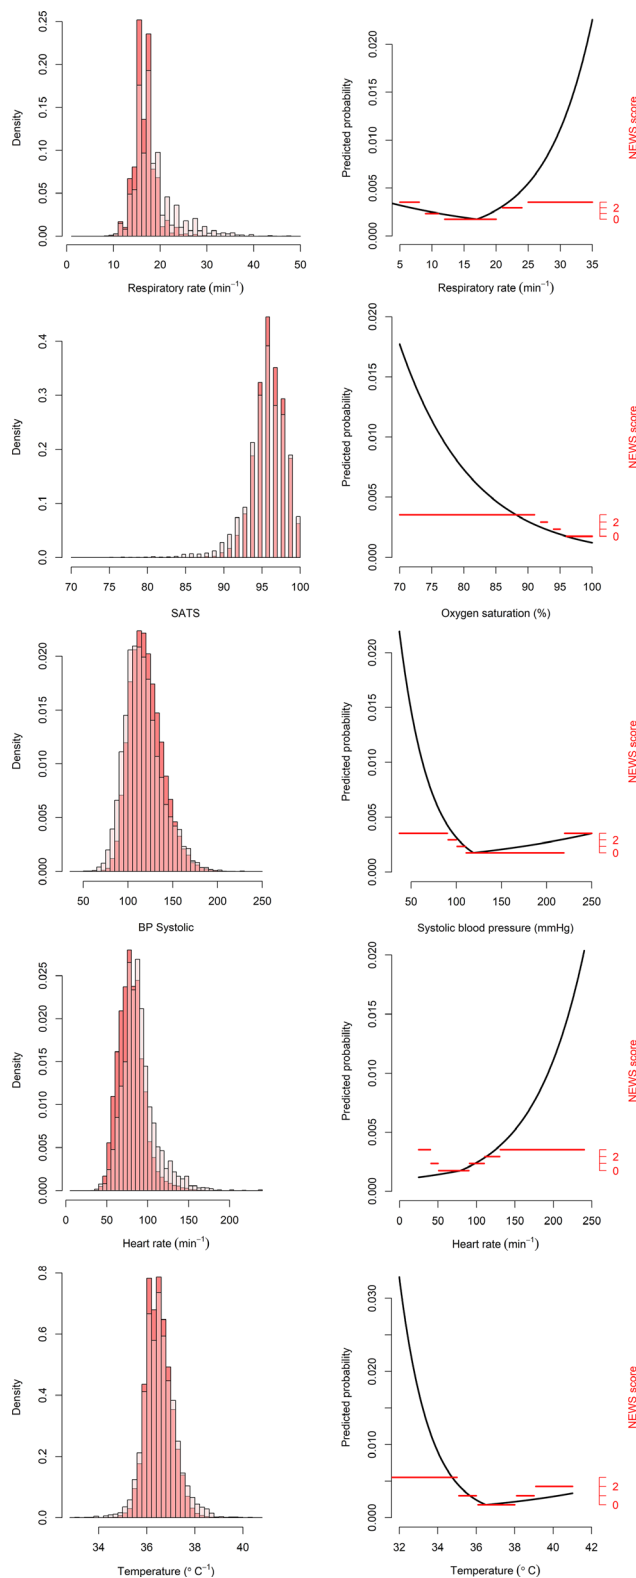 Density
0.00 0.05 0.10 0.15 0.20 0.25
0 10 20 30 40 50
Respiratory rate (min⁻¹)
Predicted probability
0.000 0.005 0.010 0.015 0.020
5 10 15 20 25 30 35
Respiratory rate (min⁻¹)
0 2
NEWS score
Density
0.0 0.1 0.2 0.3 0.4
70 75 80 85 90 95 100
SATS
Predicted probability
0.000 0.005 0.010 0.015 0.020
70 75 80 85 90 95 100
Oxygen saturation (%)
0 2
NEWS score
Density
0.000 0.005 0.010 0.015 0.020
50 100 150 200 250
BP Systolic
Predicted probability
0.000 0.005 0.010 0.015 0.020
50 100 150 200 250
Systolic blood pressure (mmHg)
0 2
NEWS score
Density
0.000 0.005 0.010 0.015 0.020 0.025
0 50 100 150 200
Heart rate (min⁻¹)
Predicted probability
0.000 0.005 0.010 0.015 0.020
0 50 100 150 200 250
Heart rate (min⁻¹)
0 2
NEWS score
Density
0.0 0.2 0.4 0.6 0.8
34 36 38 40
Temperature (° C⁻¹)
Predicted probability
0.000 0.005 0.010 0.015 0.020 0.030
32 34 36 38 40 42
Temperature (° C)
0 2
NEWS score